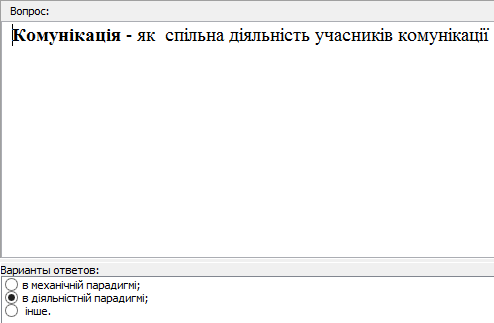 Вопрос:
Комунікація - як спільна діяльність учасників комунікації
Варианты ответов:
в механічній парадигмі;
в діяльністній парадигмі;
інше.